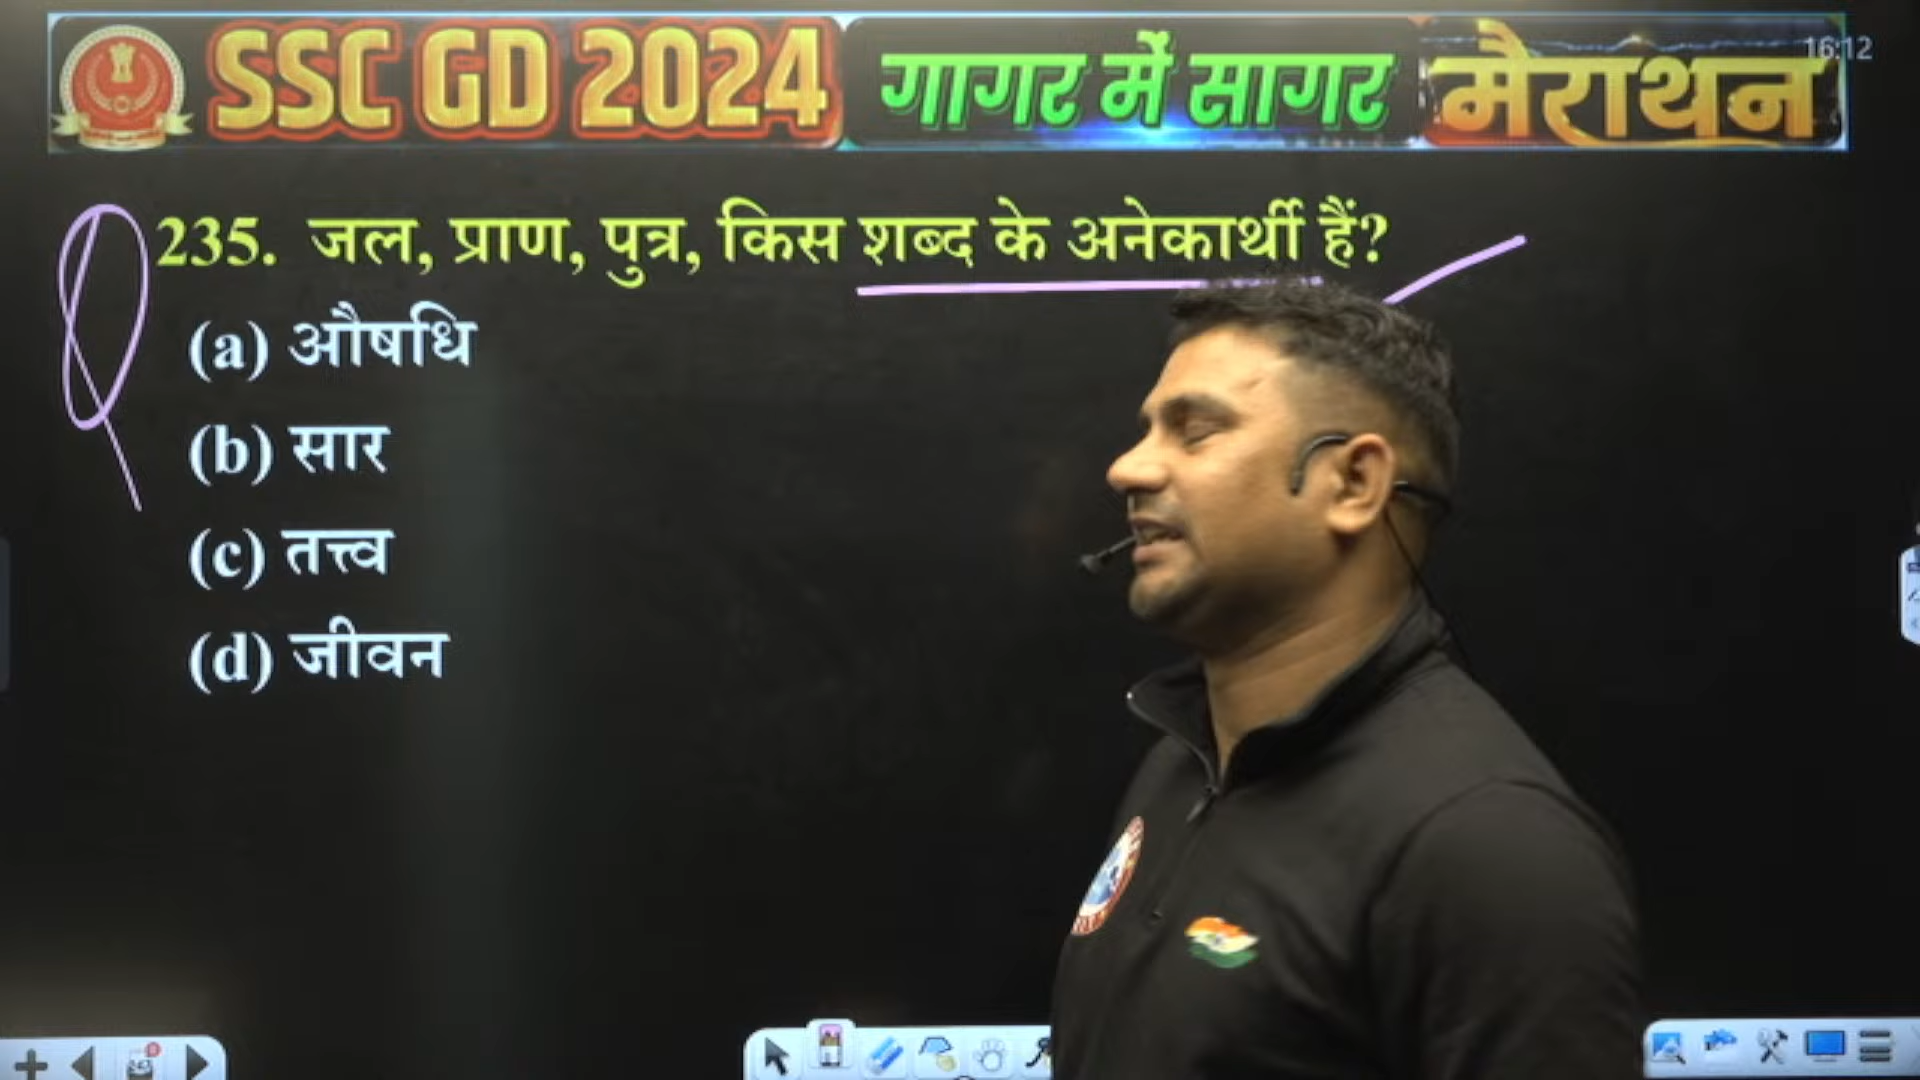 SSC GD 2024 गागर में सागर मैराथन
16:12
235. जल, प्राण, पुत्र, किस शब्द के अनेकार्थी हैं?
(a) औषधि
(b) सार
(c) तत्त्व
(d) जीवन